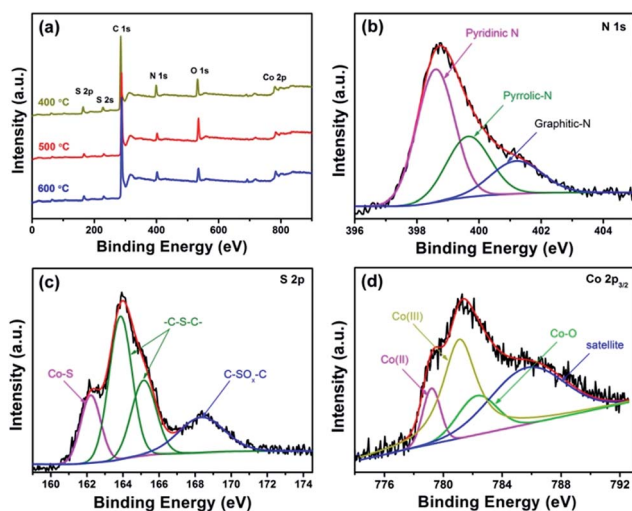 (a)
C 1s
S 2p
S 2s
N 1s
O 1s
Co 2p
400 °C
500 °C
600 °C
Intensity (a.u.)
0 200 400 600 800
Binding Energy (eV)
(b)
N 1s
Pyridinic N
Pyrrolic-N
Graphitic-N
Intensity (a.u.)
396 398 400 402 404
Binding Energy (eV)
(c)
S 2p
-C-S-C-
Co-S
C-SOₓ-C
Intensity (a.u.)
160 162 164 166 168 170 172 174
Binding Energy (eV)
(d)
Co 2p₃/₂
Co(III)
Co-O
Co(II)
satellite
Intensity (a.u.)
776 780 784 788 792
Binding Energy (eV)